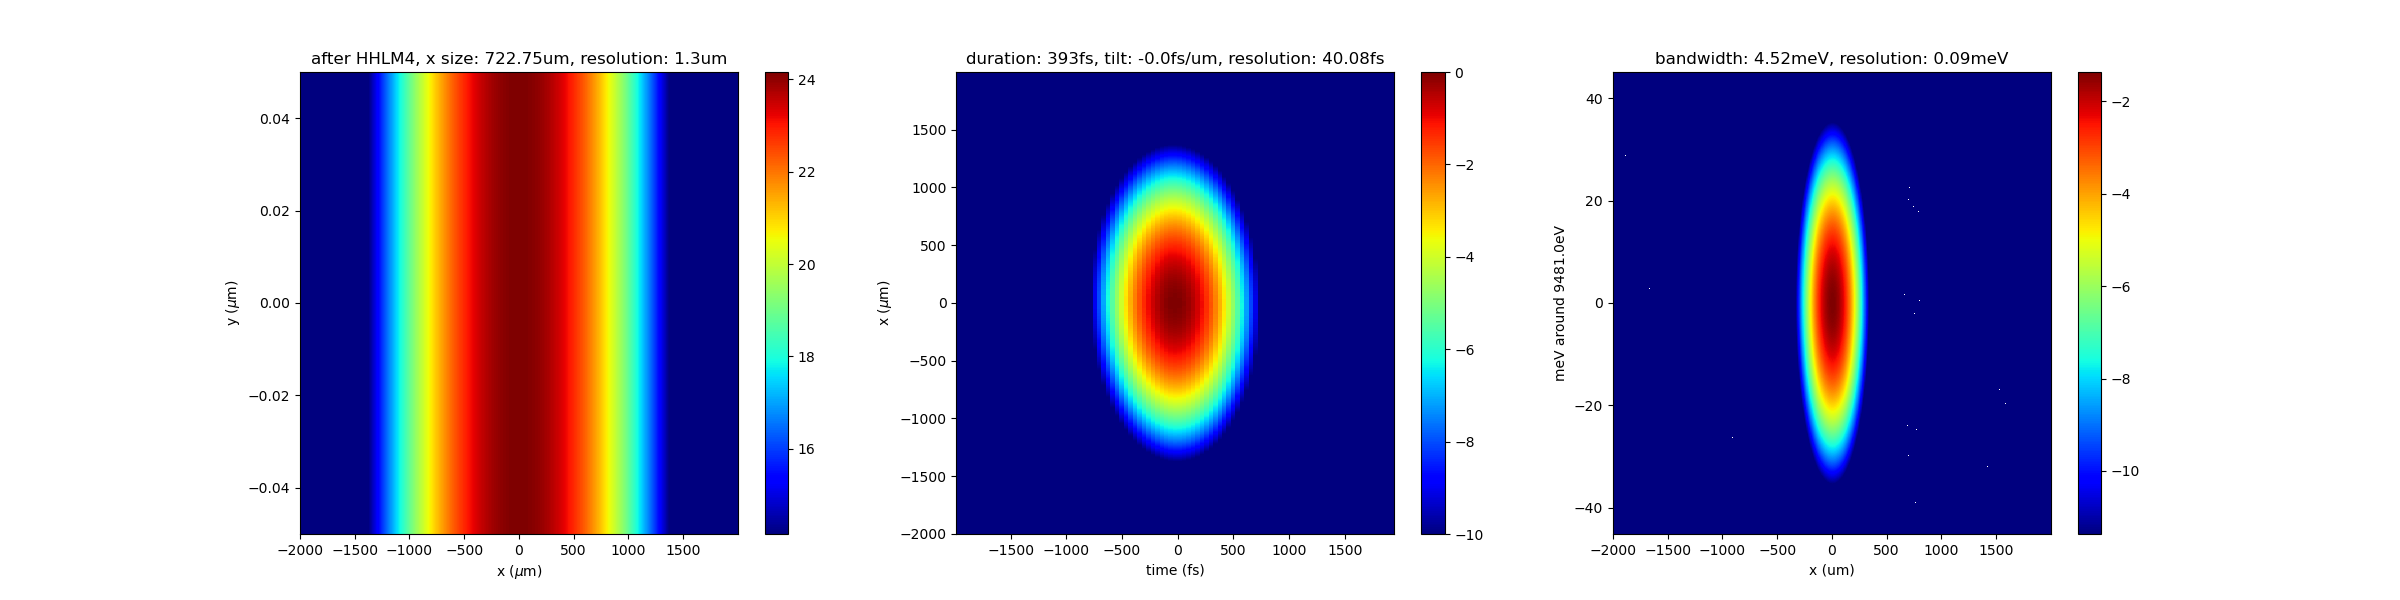 after HHLM4, x size: 722.75um, resolution: 1.3um
0.04
0.02
0.00
−0.02
−0.04
y (μm)
−2000 −1500 −1000 −500 0 500 1000 1500
x (μm)
24
22
20
18
16
duration: 393fs, tilt: -0.0fs/um, resolution: 40.08fs
1500
1000
500
0
−500
−1000
−1500
−2000
x (μm)
−1500 −1000 −500 0 500 1000 1500
time (fs)
0
−2
−4
−6
−8
−10
bandwidth: 4.52meV, resolution: 0.09meV
40
20
0
−20
−40
meV around 9481.0eV
−2000 −1500 −1000 −500 0 500 1000 1500
x (um)
−2
−4
−6
−8
−10